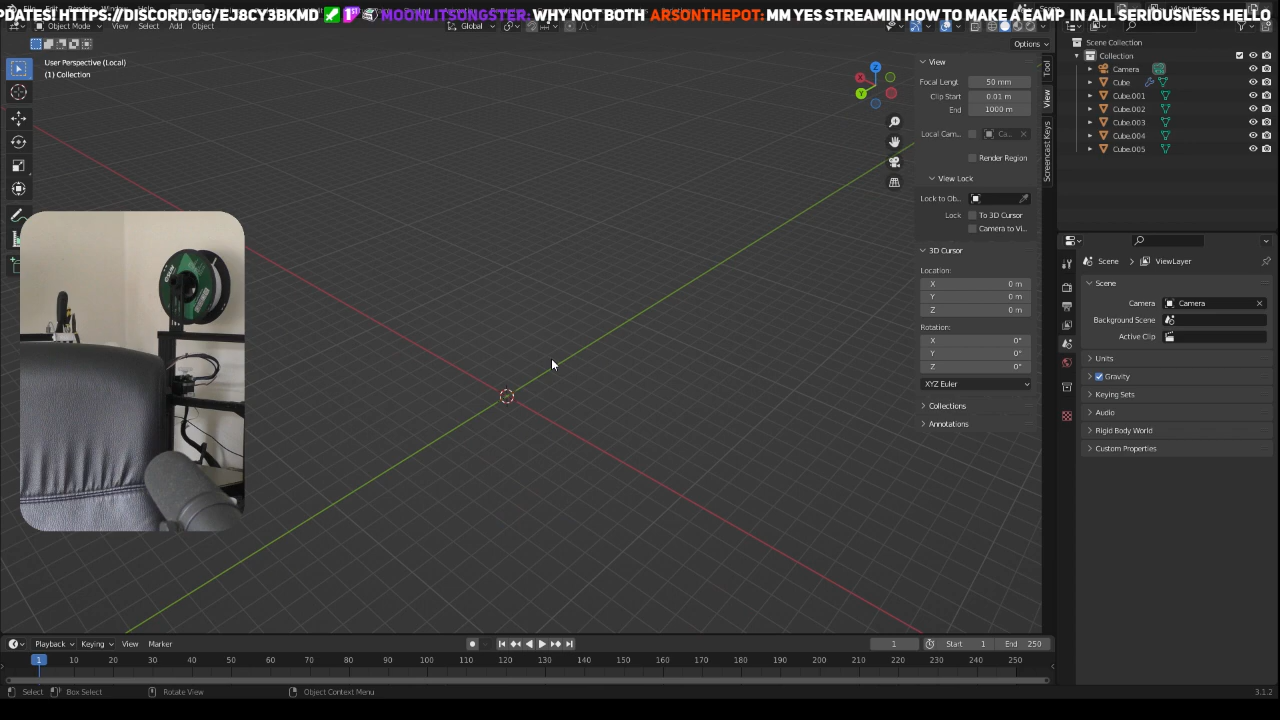 PDATES! HTTPS://DISCORD.GG/EJ8CY3BKMD 1st MOONLITSONGSTER: WHY NOT BOTH ARSONTHEPOT: MM YES STREAMIN HOW TO MAKE A EAMP IN ALL SERIOUSNESS HELLO
Object Mode View Select Add Object Global
Options
User Perspective (Local)
(1) Collection
Z
Y
X
Tool
View
Screencast Keys
View
Focal Lengt 50 mm
Clip Start 0.01 m
End 1000 m
Local Cam... Ca...
Render Region
View Lock
Lock to Ob...
Lock To 3D Cursor
Camera to Vi...
3D Cursor
Location:
X 0 m
Y 0 m
Z 0 m
Rotation:
X 0°
Y 0°
Z 0°
XYZ Euler
Collections
Annotations
Scene Collection
Collection
Camera
Cube
Cube.001
Cube.002
Cube.003
Cube.004
Cube.005
Scene ViewLayer
Scene
Camera Camera
Background Scene
Active Clip
Units
Gravity
Keying Sets
Audio
Rigid Body World
Custom Properties
Playback Keying View Marker
1 Start 1 End 250
1 10 20 30 40 50 60 70 80 90 100 110 120 130 140 150 160 170 180 190 200 210 220 230 240 250
Select Box Select Rotate View Object Context Menu 3.1.2